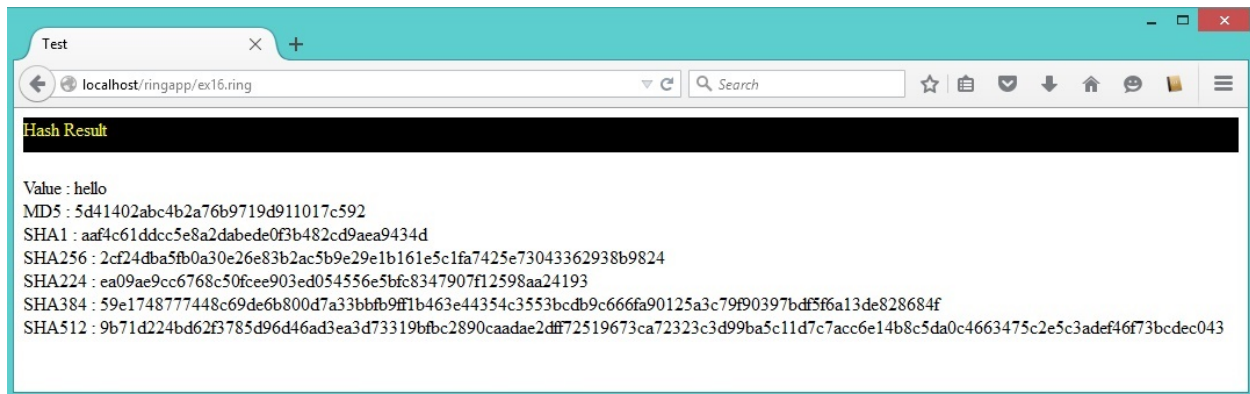 Test
localhost/ringapp/ex16.ring
Search
Hash Result
Value : hello
MD5 : 5d41402abc4b2a76b9719d911017c592
SHA1 : aaf4c61ddcc5e8a2dabede0f3b482cd9aea9434d
SHA256 : 2cf24dba5fb0a30e26e83b2ac5b9e29e1b161e5c1fa7425e73043362938b9824
SHA224 : ea09ae9cc6768c50fcee903ed054556e5bfc8347907f12598aa24193
SHA384 : 59e1748777448c69de6b800d7a33bbfb9ff1b463e44354c3553bcdb9c666fa90125a3c79f90397bdf5f6a13de828684f
SHA512 : 9b71d224bd62f3785d96d46ad3ea3d73319bfbc2890caadae2dff72519673ca72323c3d99ba5c11d7c7acc6e14b8c5da0c4663475c2e5c3adef46f73bcdec043